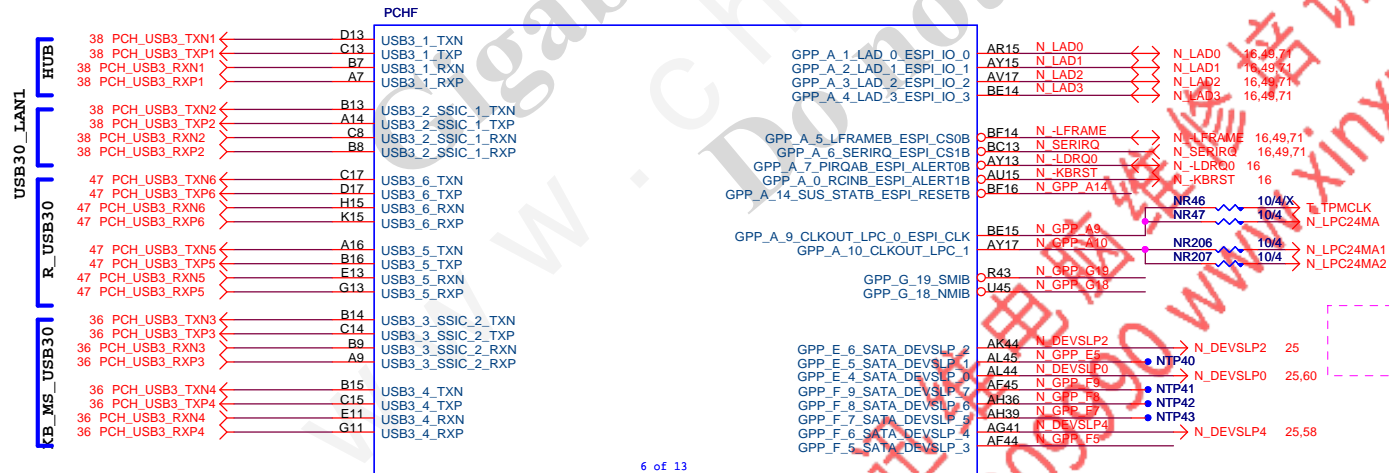 PCHF
USB30_LAN1
HUB
R_USB30
KB_MS_USB30
38 PCH_USB3_TXN1 D13 USB3_1_TXN
38 PCH_USB3_TXP1 C13 USB3_1_TXP
38 PCH_USB3_RXN1 B7 USB3_1_RXN
38 PCH_USB3_RXP1 A7 USB3_1_RXP
38 PCH_USB3_TXN2 B13 USB3_2_SSIC_1_TXN
38 PCH_USB3_TXP2 A14 USB3_2_SSIC_1_TXP
38 PCH_USB3_RXN2 C8 USB3_2_SSIC_1_RXN
38 PCH_USB3_RXP2 B8 USB3_2_SSIC_1_RXP
47 PCH_USB3_TXN6 C17 USB3_6_TXN
47 PCH_USB3_TXP6 D17 USB3_6_TXP
47 PCH_USB3_RXN6 H15 USB3_6_RXN
47 PCH_USB3_RXP6 K15 USB3_6_RXP
47 PCH_USB3_TXN5 A16 USB3_5_TXN
47 PCH_USB3_TXP5 B16 USB3_5_TXP
47 PCH_USB3_RXN5 E13 USB3_5_RXN
47 PCH_USB3_RXP5 G13 USB3_5_RXP
36 PCH_USB3_TXN3 B14 USB3_3_SSIC_2_TXN
36 PCH_USB3_TXP3 C14 USB3_3_SSIC_2_TXP
36 PCH_USB3_RXN3 B9 USB3_3_SSIC_2_RXN
36 PCH_USB3_RXP3 A9 USB3_3_SSIC_2_RXP
36 PCH_USB3_TXN4 B15 USB3_4_TXN
36 PCH_USB3_TXP4 C15 USB3_4_TXP
36 PCH_USB3_RXN4 E11 USB3_4_RXN
36 PCH_USB3_RXP4 G11 USB3_4_RXP
GPP_A_1_LAD_0_ESPI_IO_0 AR15 N_LAD0 N_LAD0 16,49,71
GPP_A_2_LAD_1_ESPI_IO_1 AY15 N_LAD1 N_LAD1 16,49,71
GPP_A_3_LAD_2_ESPI_IO_2 AV17 N_LAD2 N_LAD2 16,49,71
GPP_A_4_LAD_3_ESPI_IO_3 BE14 N_LAD3 N_LAD3 16,49,71
GPP_A_5_LFRAMEB_ESPI_CS0B BF14 N_-LFRAME N_-LFRAME 16,49,71
GPP_A_6_SERIRQ_ESPI_CS1B BC13 N_SERIRQ N_SERIRQ 16,49,71
GPP_A_7_PIRQAB_ESPI_ALERT0B AY13 N_-LDRQ0 N_-LDRQ0 16
GPP_A_0_RCINB_ESPI_ALERT1B AU15 N_-KBRST N_-KBRST 16
GPP_A_14_SUS_STATB_ESPI_RESETB BF16 N_GPP_A14
NR46 10/4/X T_TPMCLK
NR47 10/4 N_LPC24MA
GPP_A_9_CLKOUT_LPC_0_ESPI_CLK BE15 N_GPP_A9
GPP_A_10_CLKOUT_LPC_1 AY17 N_GPP_A10
NR206 10/4 N_LPC24MA1
NR207 10/4 N_LPC24MA2
GPP_G_19_SMIB R43 N_GPP_G19
GPP_G_18_NMIB U45 N_GPP_G18
GPP_E_6_SATA_DEVSLP_2 AK44 N_DEVSLP2 N_DEVSLP2 25
GPP_E_5_SATA_DEVSLP_1 AL45 N_GPP_E5 NTP40
GPP_E_4_SATA_DEVSLP_0 AL44 N_DEVSLP0 N_DEVSLP0 25,60
GPP_F_9_SATA_DEVSLP_7 AF45 N_GPP_F9 NTP41
GPP_F_8_SATA_DEVSLP_6 AH36 N_GPP_F8 NTP42
GPP_F_7_SATA_DEVSLP_5 AH39 N_GPP_F7 NTP43
GPP_F_6_SATA_DEVSLP_4 AG41 N_DEVSLP4 N_DEVSLP4 25,58
GPP_F_5_SATA_DEVSLP_3 AF44 N_GPP_F5
6 of 13